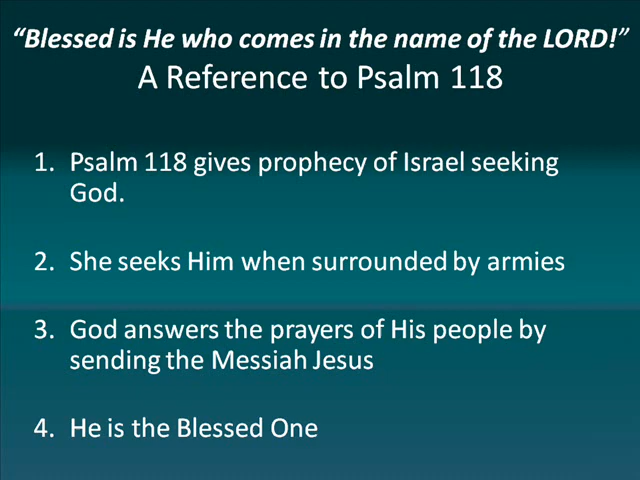 “Blessed is He who comes in the name of the LORD!”
A Reference to Psalm 118
1. Psalm 118 gives prophecy of Israel seeking
God.
2. She seeks Him when surrounded by armies
3. God answers the prayers of His people by
sending the Messiah Jesus
4. He is the Blessed One